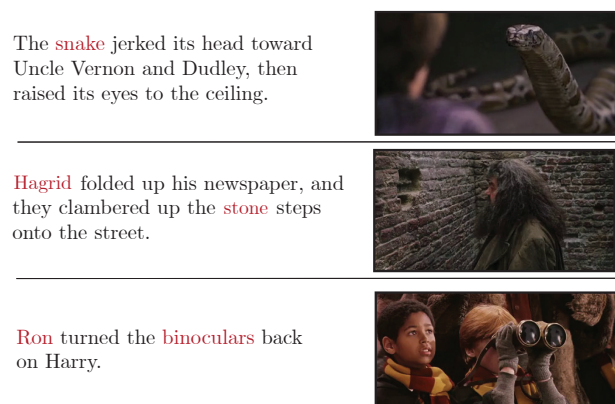 The snake jerked its head toward
Uncle Vernon and Dudley, then
raised its eyes to the ceiling.
Hagrid folded up his newspaper, and
they clambered up the stone steps
onto the street.
Ron turned the binoculars back
on Harry.